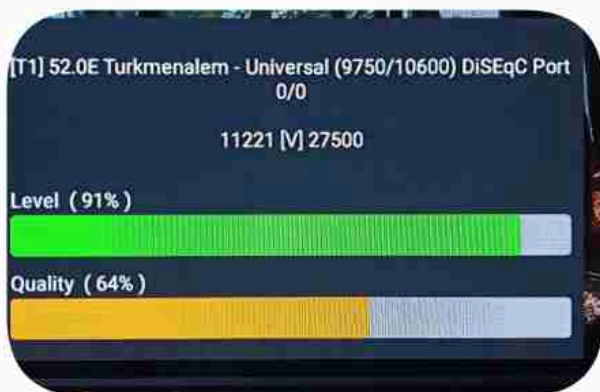 [T1] 52.0E Turkmenalem - Universal (9750/10600) DiSEqC Port
0/0
11221 [V] 27500
Level ( 91% )
Quality ( 64% )